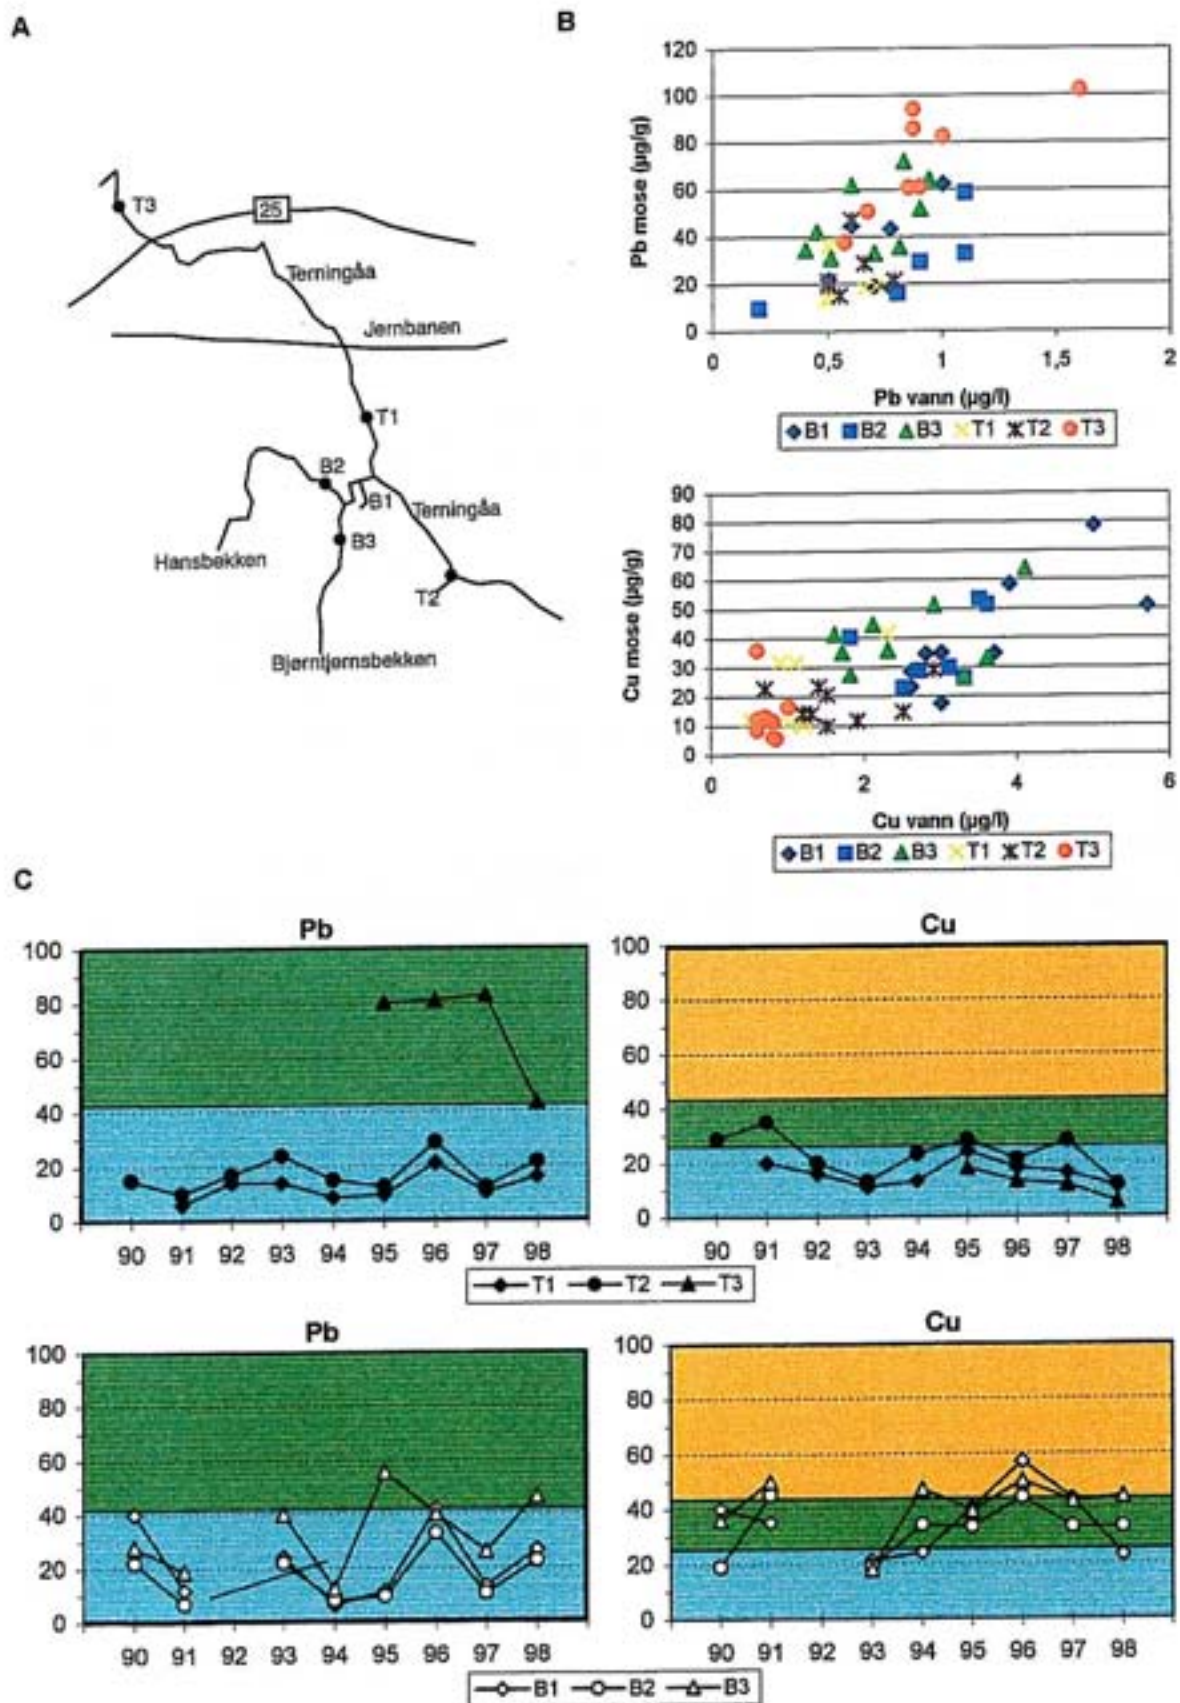 A
T3
25
Terningåa
Jernbanen
T1
B2
B1
Terningåa
B3
Hansbekken
T2
Bjørntjernsbekken
B
120
100
80
60
40
20
0
Pb mose (µg/g)
0 0,5 1 1,5 2
Pb vann (µg/l)
B1 B2 B3 T1 T2 T3
90
80
70
60
50
40
30
20
10
0
Cu mose (µg/g)
0 2 4 6
Cu vann (µg/l)
B1 B2 B3 T1 T2 T3
C
Pb
100
80
60
40
20
0
90 91 92 93 94 95 96 97 98
Cu
100
80
60
40
20
0
90 91 92 93 94 95 96 97 98
T1 T2 T3
Pb
100
80
60
40
20
0
90 91 92 93 94 95 96 97 98
Cu
100
80
60
40
20
0
90 91 92 93 94 95 96 97 98
B1 B2 B3